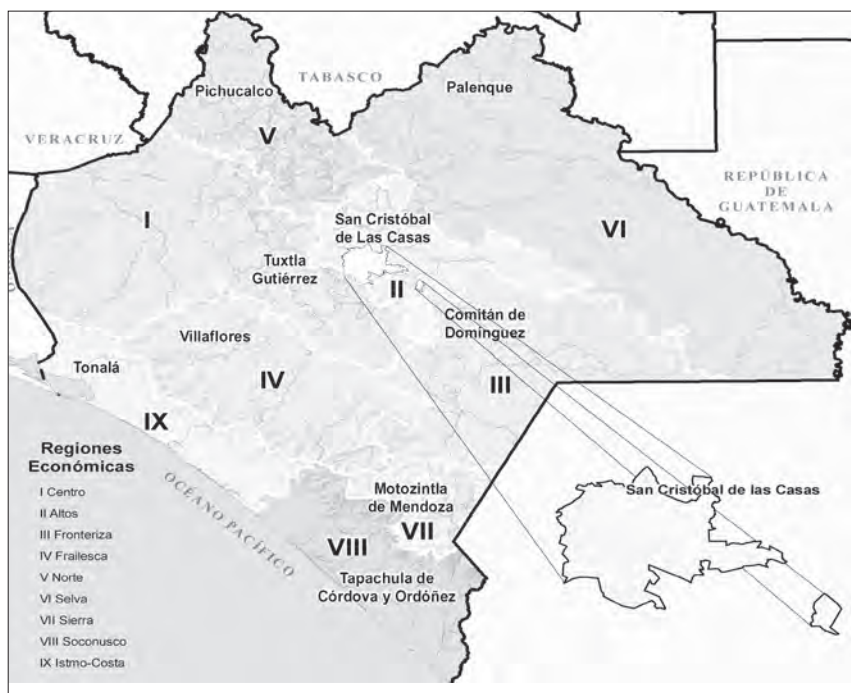 TABASCO
Pichucalco
Palenque
V
VERACRUZ
REPÚBLICA
DE
GUATEMALA
I
San Cristóbal
de Las Casas
VI
Tuxtla
Gutiérrez
II
Comitán de
Domínguez
Villaflores
Tonalá
IV
III
IX
Regiones
Económicas
I Centro
II Altos
III Fronteriza
IV Frailesca
V Norte
VI Selva
VII Sierra
VIII Soconusco
IX Istmo-Costa
OCÉANO PACÍFICO
Motozintla
de Mendoza
VII
VIII
Tapachula de
Córdova y Ordóñez
San Cristóbal de las Casas